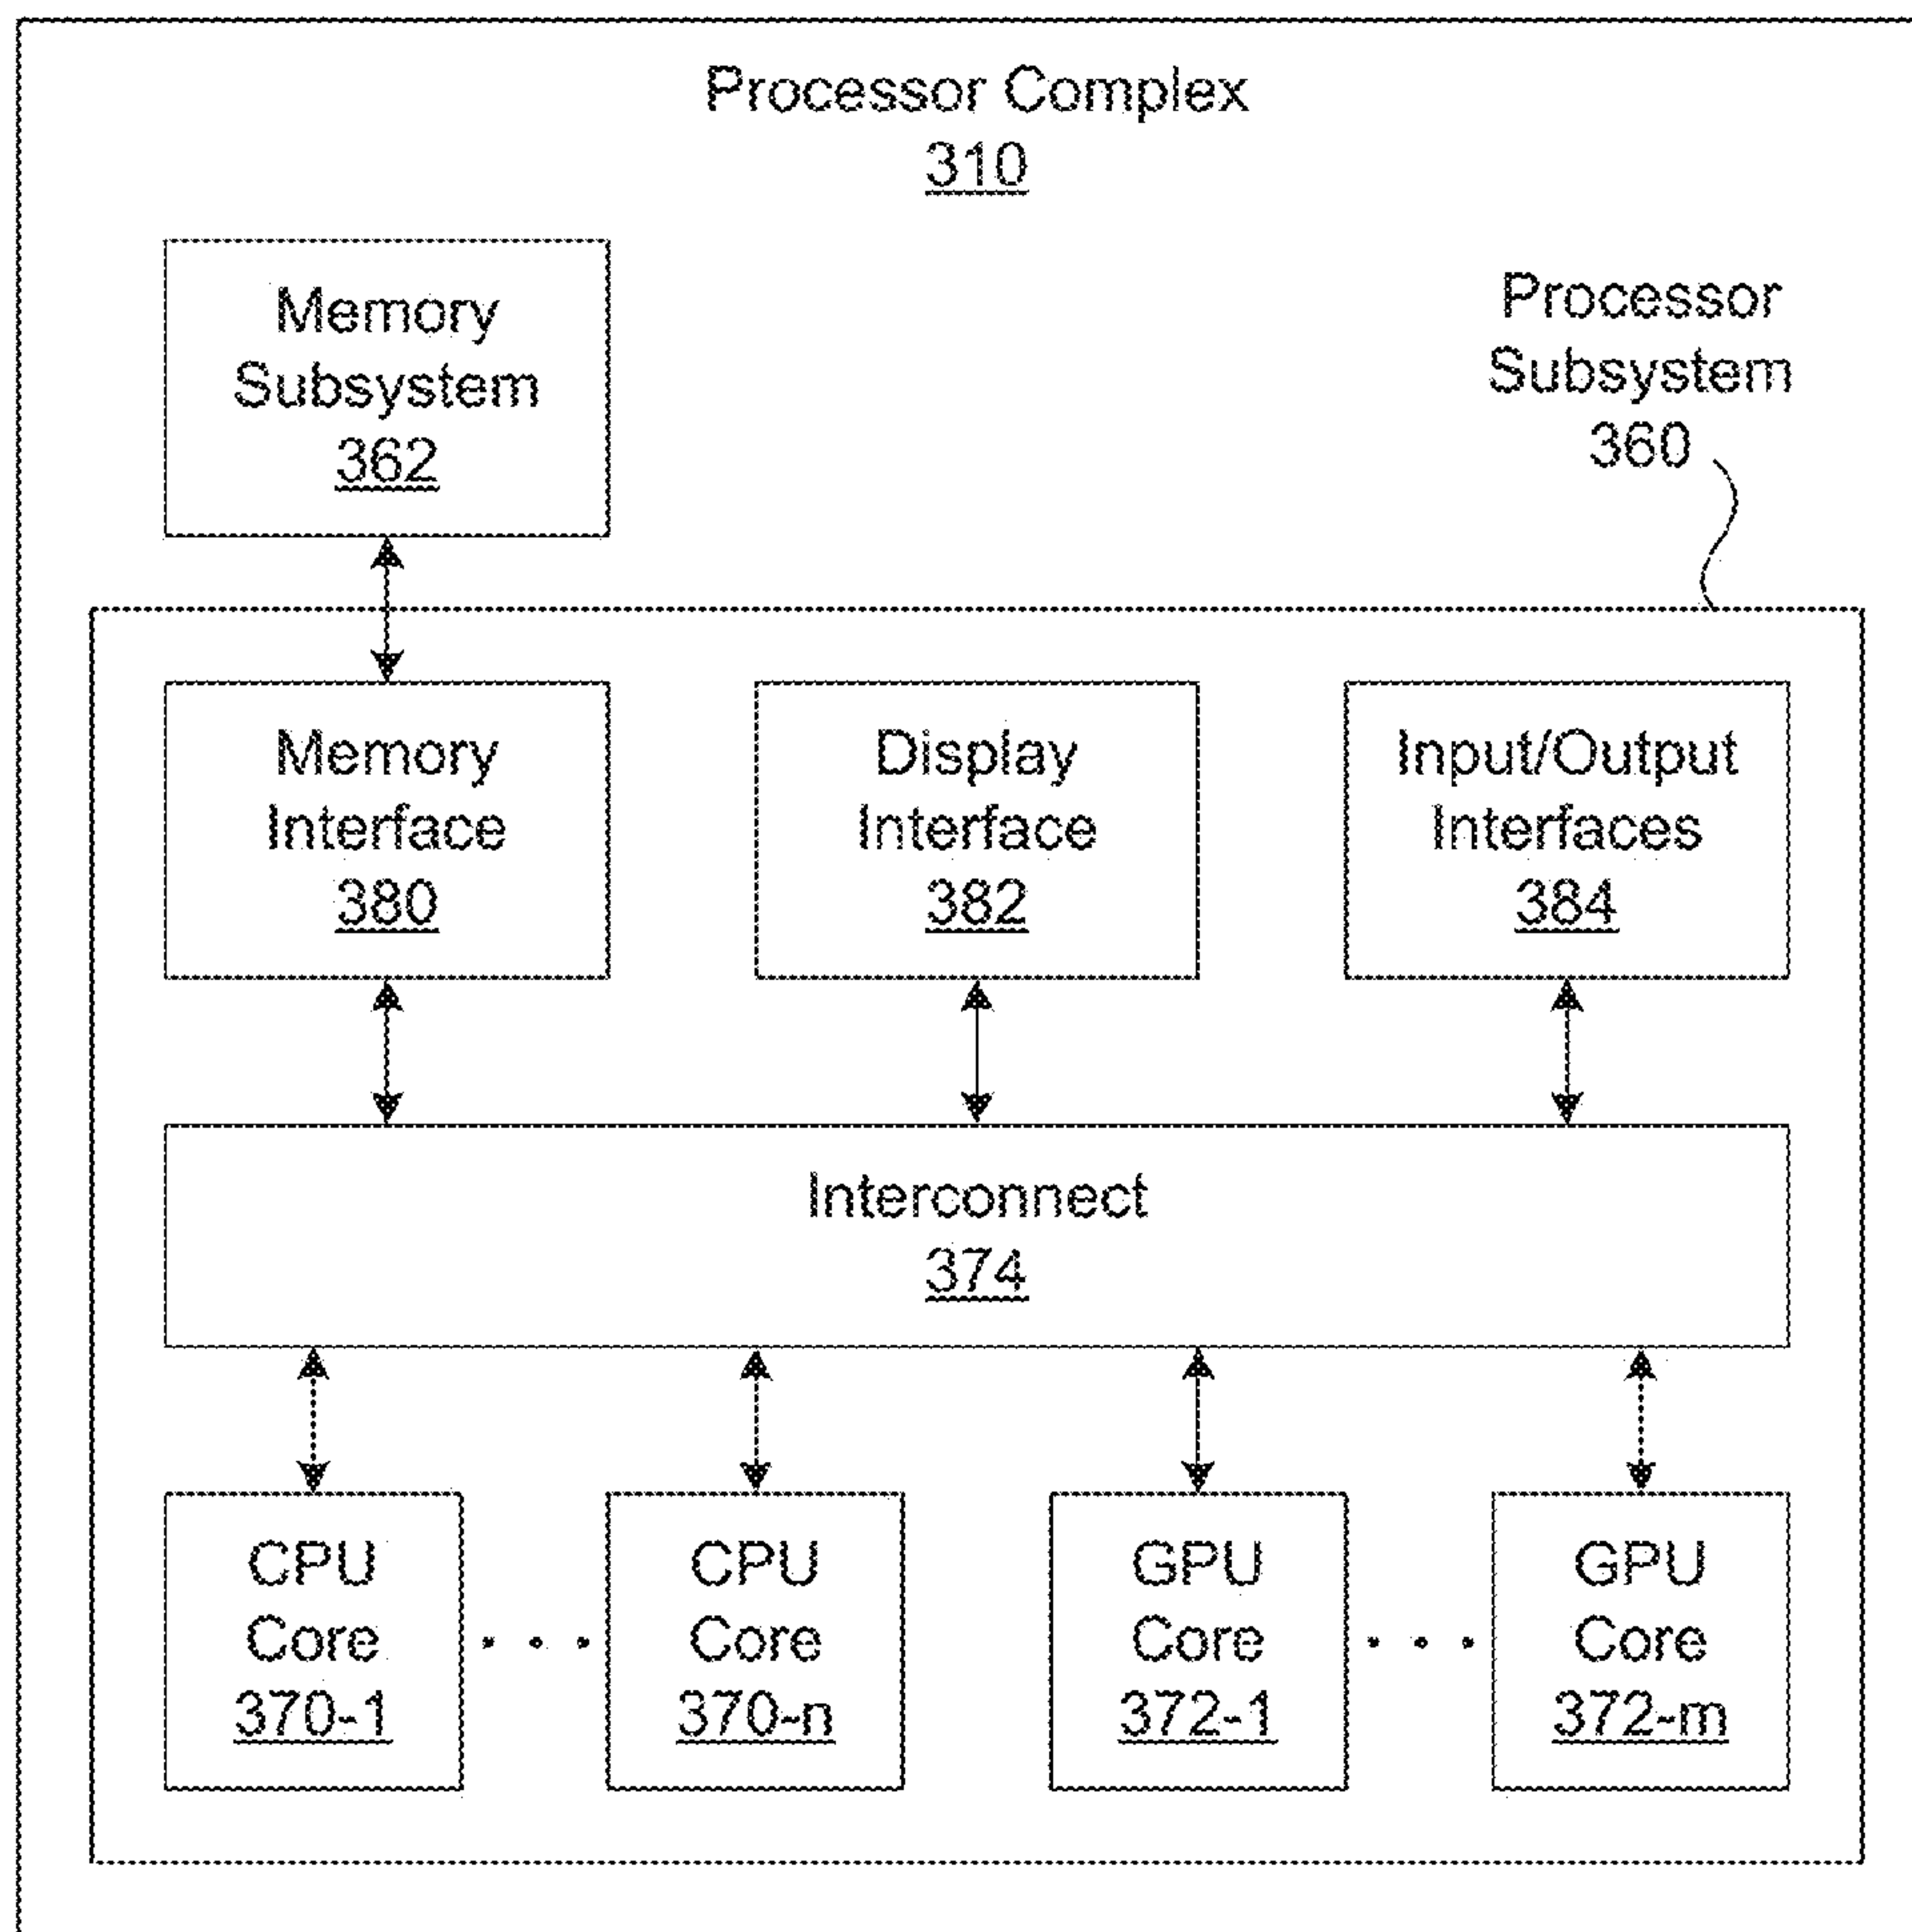 Processor Complex
310
Memory
Subsystem
362
Processor
Subsystem
360
Memory
Interface
380
Display
Interface
382
Input/Output
Interfaces
384
Interconnect
374
CPU
Core
370-1
CPU
Core
370-n
GPU
Core
372-1
GPU
Core
372-m